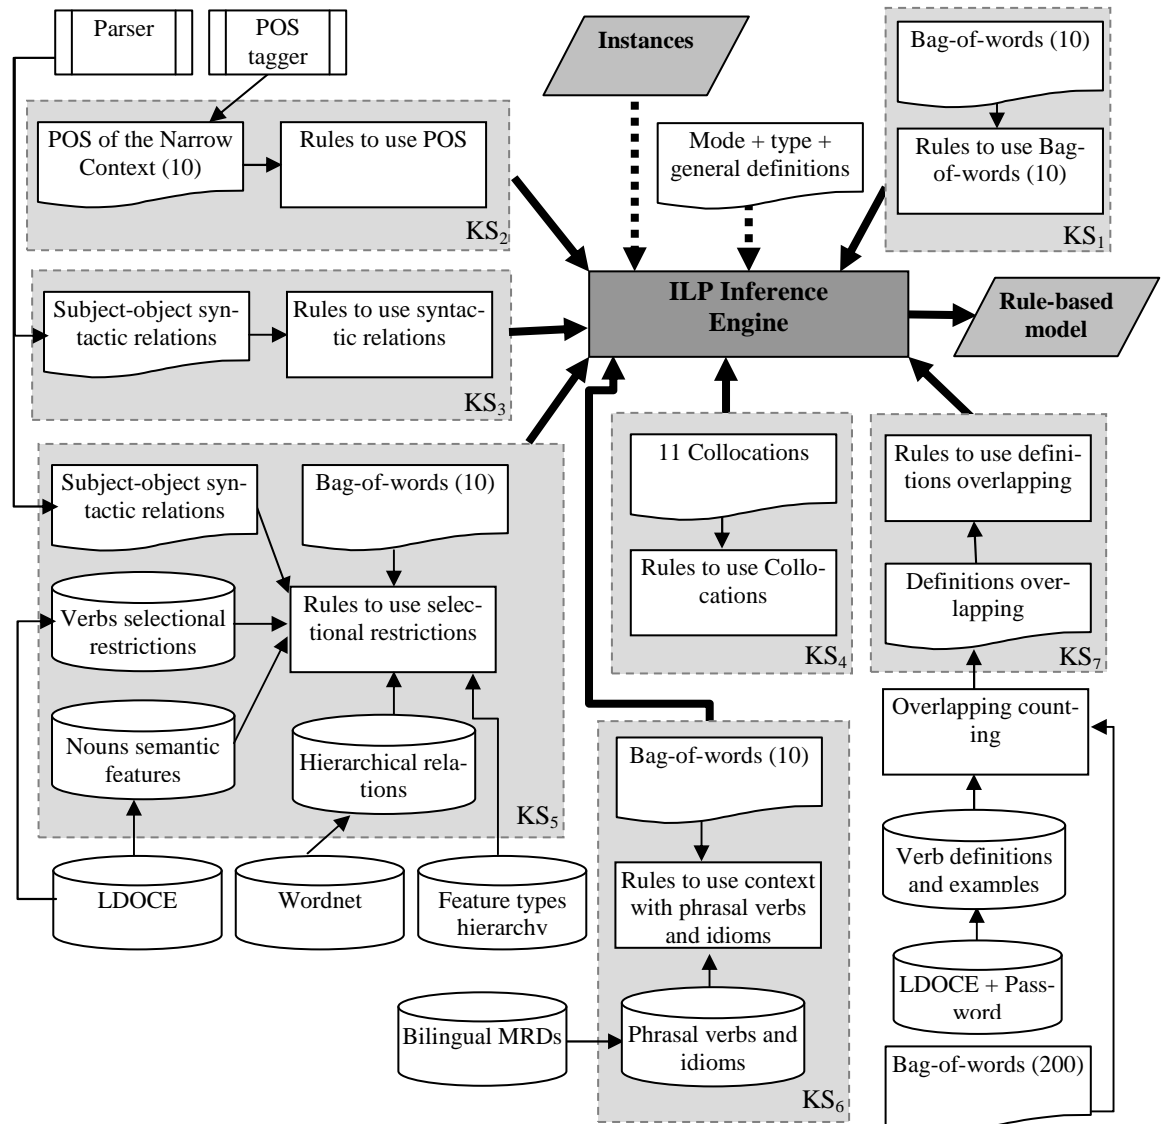 Parser
POS
tagger
Instances
Bag-of-words (10)
POS of the Narrow
Context (10)
Rules to use POS
KS2
Mode + type +
general definitions
Rules to use Bag-
of-words (10)
KS1
Subject-object syn-
tactic relations
Rules to use syntac-
tic relations
KS3
ILP Inference
Engine
Rule-based
model
Subject-object syn-
tactic relations
Bag-of-words (10)
Verbs selectional
restrictions
Rules to use selec-
tional restrictions
Nouns semantic
features
Hierarchical rela-
tions
KS5
LDOCE
Wordnet
Feature types
hierarchy
11 Collocations
Rules to use Collo-
cations
KS4
Rules to use defini-
tions overlapping
Definitions over-
lapping
KS7
Overlapping count-
ing
Verb definitions
and examples
LDOCE + Pass-
word
Bag-of-words (200)
Bag-of-words (10)
Rules to use context
with phrasal verbs
and idioms
Bilingual MRDs
Phrasal verbs and
idioms
KS6